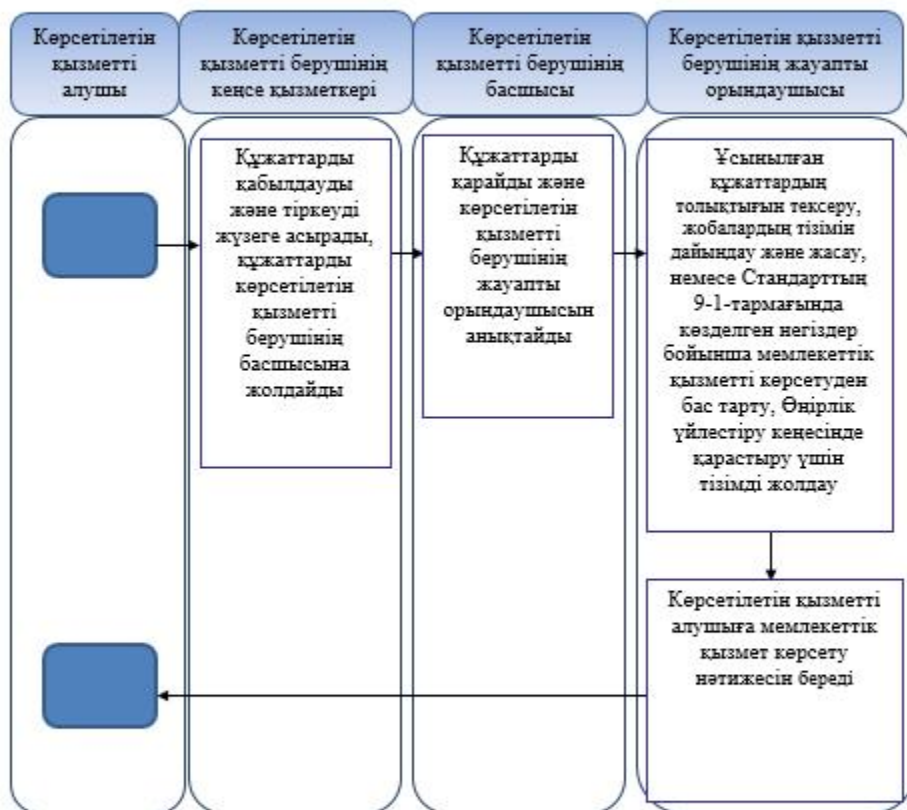 Көрсетілетін
қызметті
алушы
Көрсетілетін
қызметті берушінің
кеңсе қызметкері
Көрсетілетін
қызметті берушінің
басшысы
Көрсетілетін қызметті
берушінің жауапты
орындаушысы
Құжаттарды
қабылдауды
және тіркеуді
жүзеге асырады,
құжаттарды
көрсетілетін
қызметті
берушінің
басшысына
жолдайды
Құжаттарды
қарайды және
көрсетілетін
қызметті
берушінің
жауапты
орындаушысын
анықтайды
Ұсынылған
құжаттардың
толықтығын тексеру,
жобалардың тізімін
дайындау және жасау,
немесе Стандарттың
9-1-тармағында
көзделген негіздер
бойынша мемлекеттік
қызметті көрсетуден
бас тарту, Өңірлік
үйлестіру кеңесінде
қарастыру үшін
тізімді жолдау
Көрсетілетін қызметті
алушыға мемлекеттік
қызмет көрсету
нәтижесін береді